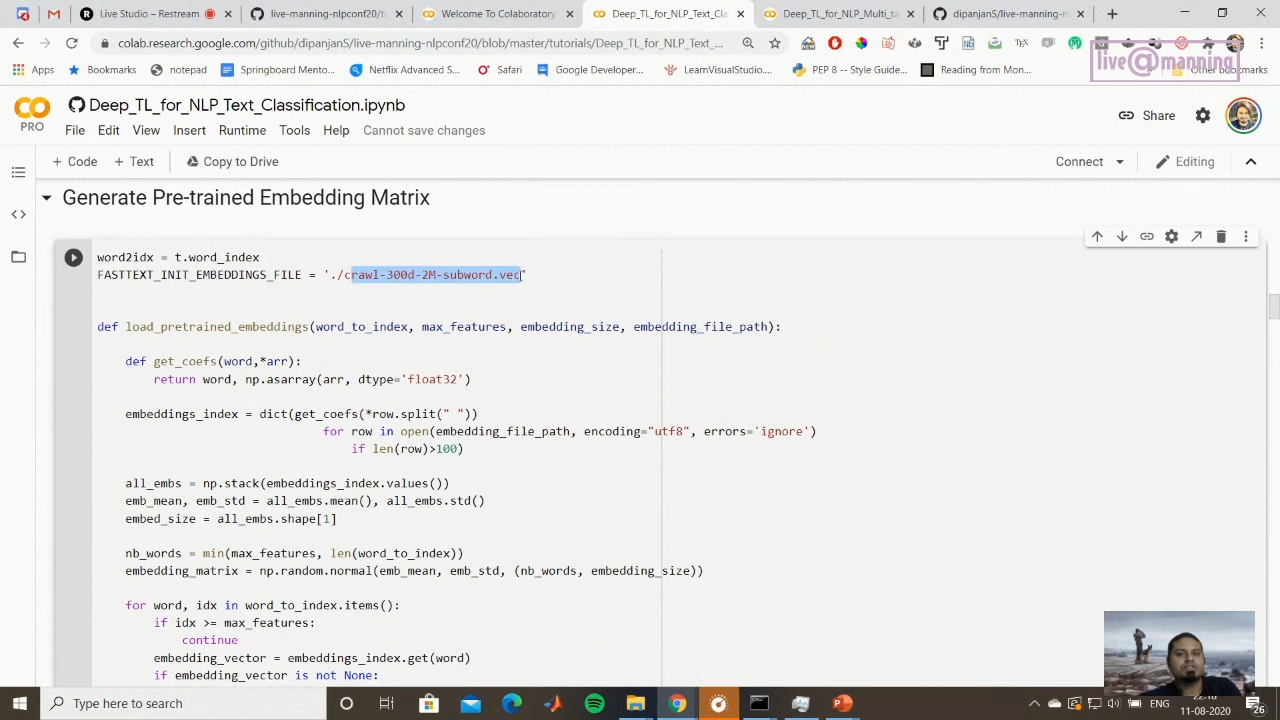 Rec
live-manning-nlpconf20/tu
Welcome To Colaboratory
Deep_TL_for_NLP_Text_Cla
Deep_TL_for_NLP_Multi_ta
dipanjanS/live-manning-n
colab.research.google.com/github/dipanjanS/live-manning-nlpconf20/blob/master/tutorials/Deep_TL_for_NLP_Text_...
live@manning
Apps
Bookmarks
notepad
Springboard Mento...
Netflix Advanced...
Safari
Google Developer...
LearnVisualStudio...
PEP 8 -- Style Guide...
Reading from Mon...
Other bookmarks
PRO
Deep_TL_for_NLP_Text_Classification.ipynb
File Edit View Insert Runtime Tools Help Cannot save changes
Share
+ Code + Text Copy to Drive
Connect
Editing
Generate Pre-trained Embedding Matrix
word2idx = t.word_index
FASTTEXT_INIT_EMBEDDINGS_FILE = './crawl-300d-2M-subword.vec'
def load_pretrained_embeddings(word_to_index, max_features, embedding_size, embedding_file_path):
def get_coefs(word,*arr):
return word, np.asarray(arr, dtype='float32')
embeddings_index = dict(get_coefs(*row.split(" "))
for row in open(embedding_file_path, encoding="utf8", errors='ignore')
if len(row)>100)
all_embs = np.stack(embeddings_index.values())
emb_mean, emb_std = all_embs.mean(), all_embs.std()
embed_size = all_embs.shape[1]
nb_words = min(max_features, len(word_to_index))
embedding_matrix = np.random.normal(emb_mean, emb_std, (nb_words, embedding_size))
for word, idx in word_to_index.items():
if idx >= max_features:
continue
embedding_vector = embeddings_index.get(word)
if embedding_vector is not None:
Type here to search
ENG
22:18
11-08-2020
26